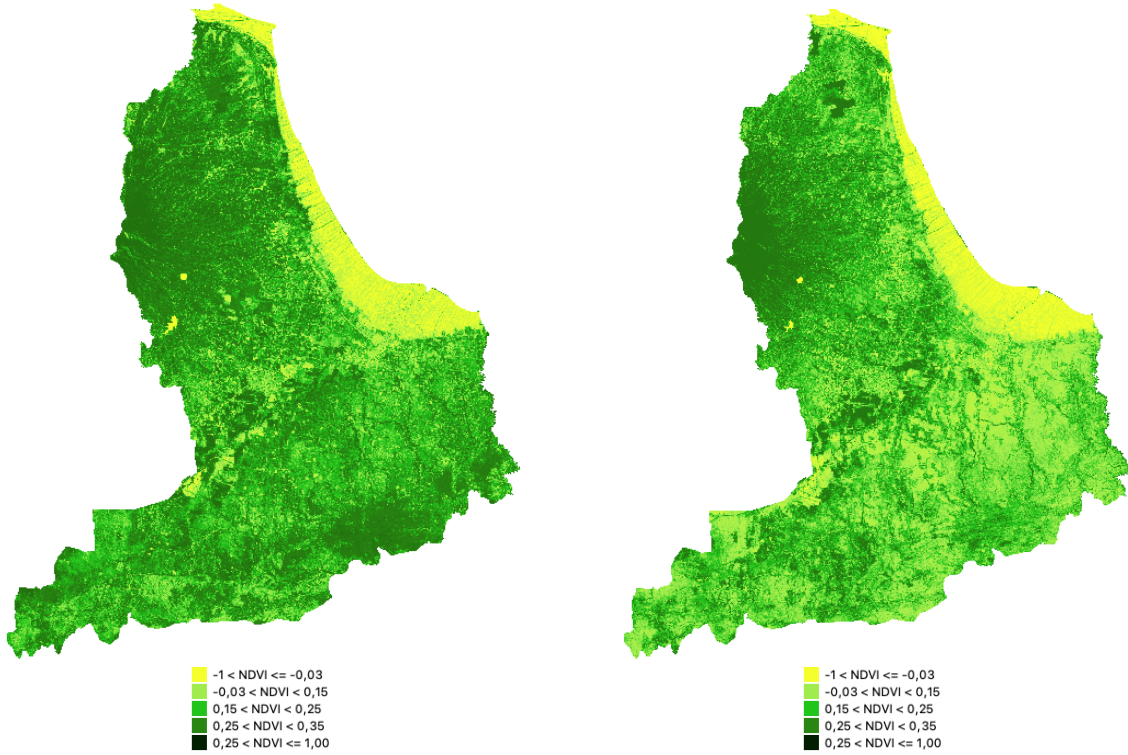 -1 < NDVI <= -0,03
-0,03 < NDVI < 0,15
0,15 < NDVI < 0,25
0,25 < NDVI < 0,35
0,25 < NDVI <= 1,00
-1 < NDVI <= -0,03
-0,03 < NDVI < 0,15
0,15 < NDVI < 0,25
0,25 < NDVI < 0,35
0,25 < NDVI <= 1,00